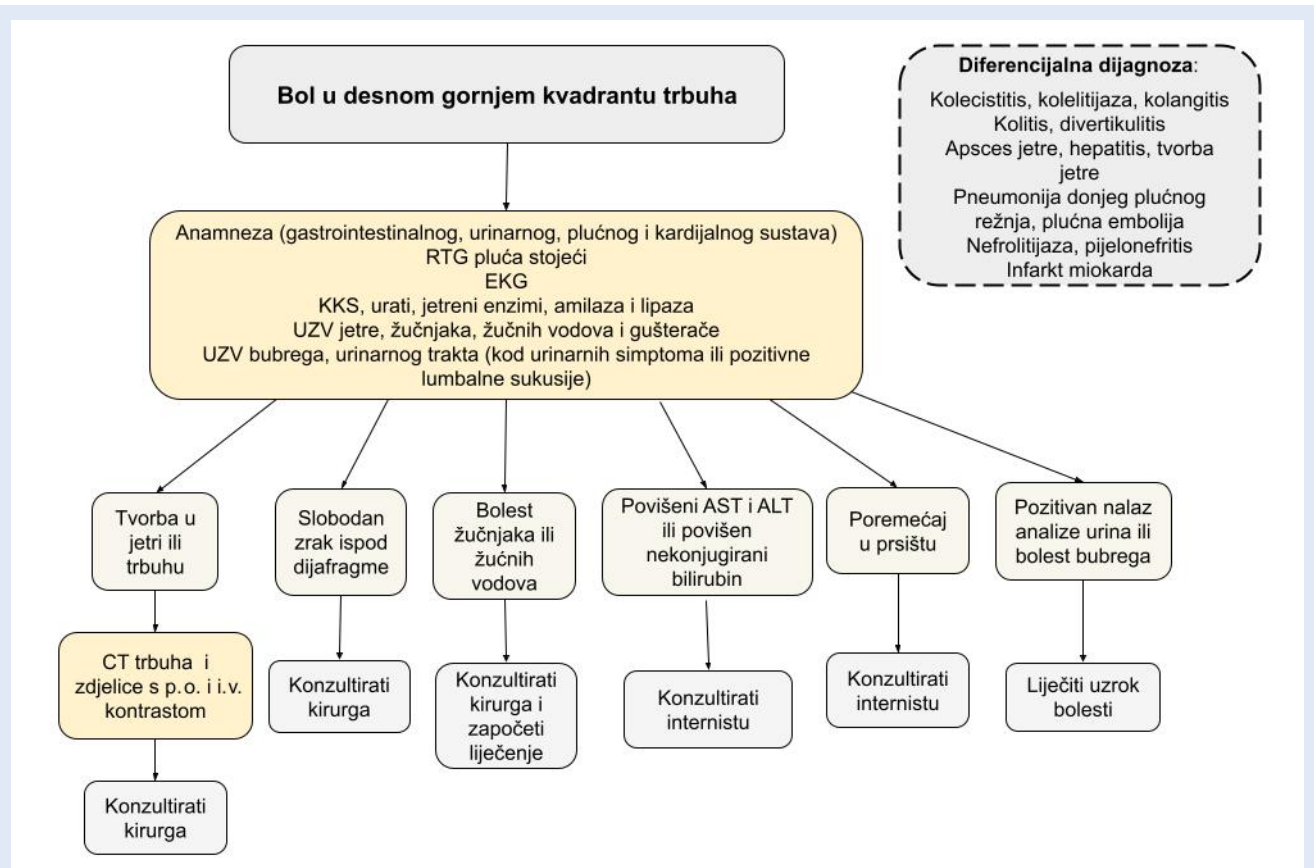 Bol u desnom gornjem kvadrantu trbuha
Diferencijalna dijagnoza:
Kolecistitis, kolelitijaza, kolangitis
Kolitis, divertikulitis
Apsces jetre, hepatitis, tvorba
jetre
Pneumonija donjeg plućnog
režnja, plućna embolija
Nefrolitijaza, pijelonefritis
Infarkt miokarda
Anamneza (gastrointestinalnog, urinarnog, plućnog i kardijalnog sustava)
RTG pluća stojeći
EKG
KKS, urati, jetreni enzimi, amilaza i lipaza
UZV jetre, žučnjaka, žučnih vodova i gušterače
UZV bubrega, urinarnog trakta (kod urinarnih simptoma ili pozitivne
lumbalne sukusije)
Tvorba u
jetri ili
trbuhu
Slobodan
zrak ispod
dijafragme
Bolest
žučnjaka ili
žućnih
vodova
Povišeni AST i ALT
ili povišen
nekonjugirani
bilirubin
Poremećaj
u prsištu
Pozitivan nalaz
analize urina ili
bolest bubrega
CT trbuha i
zdjelice s p.o. i i.v.
kontrastom
Konzultirati
kirurga
Konzultirati
kirurga i
započeti
liječenje
Konzultirati
internistu
Konzultirati
internistu
Liječiti uzrok
bolesti
Konzultirati
kirurga